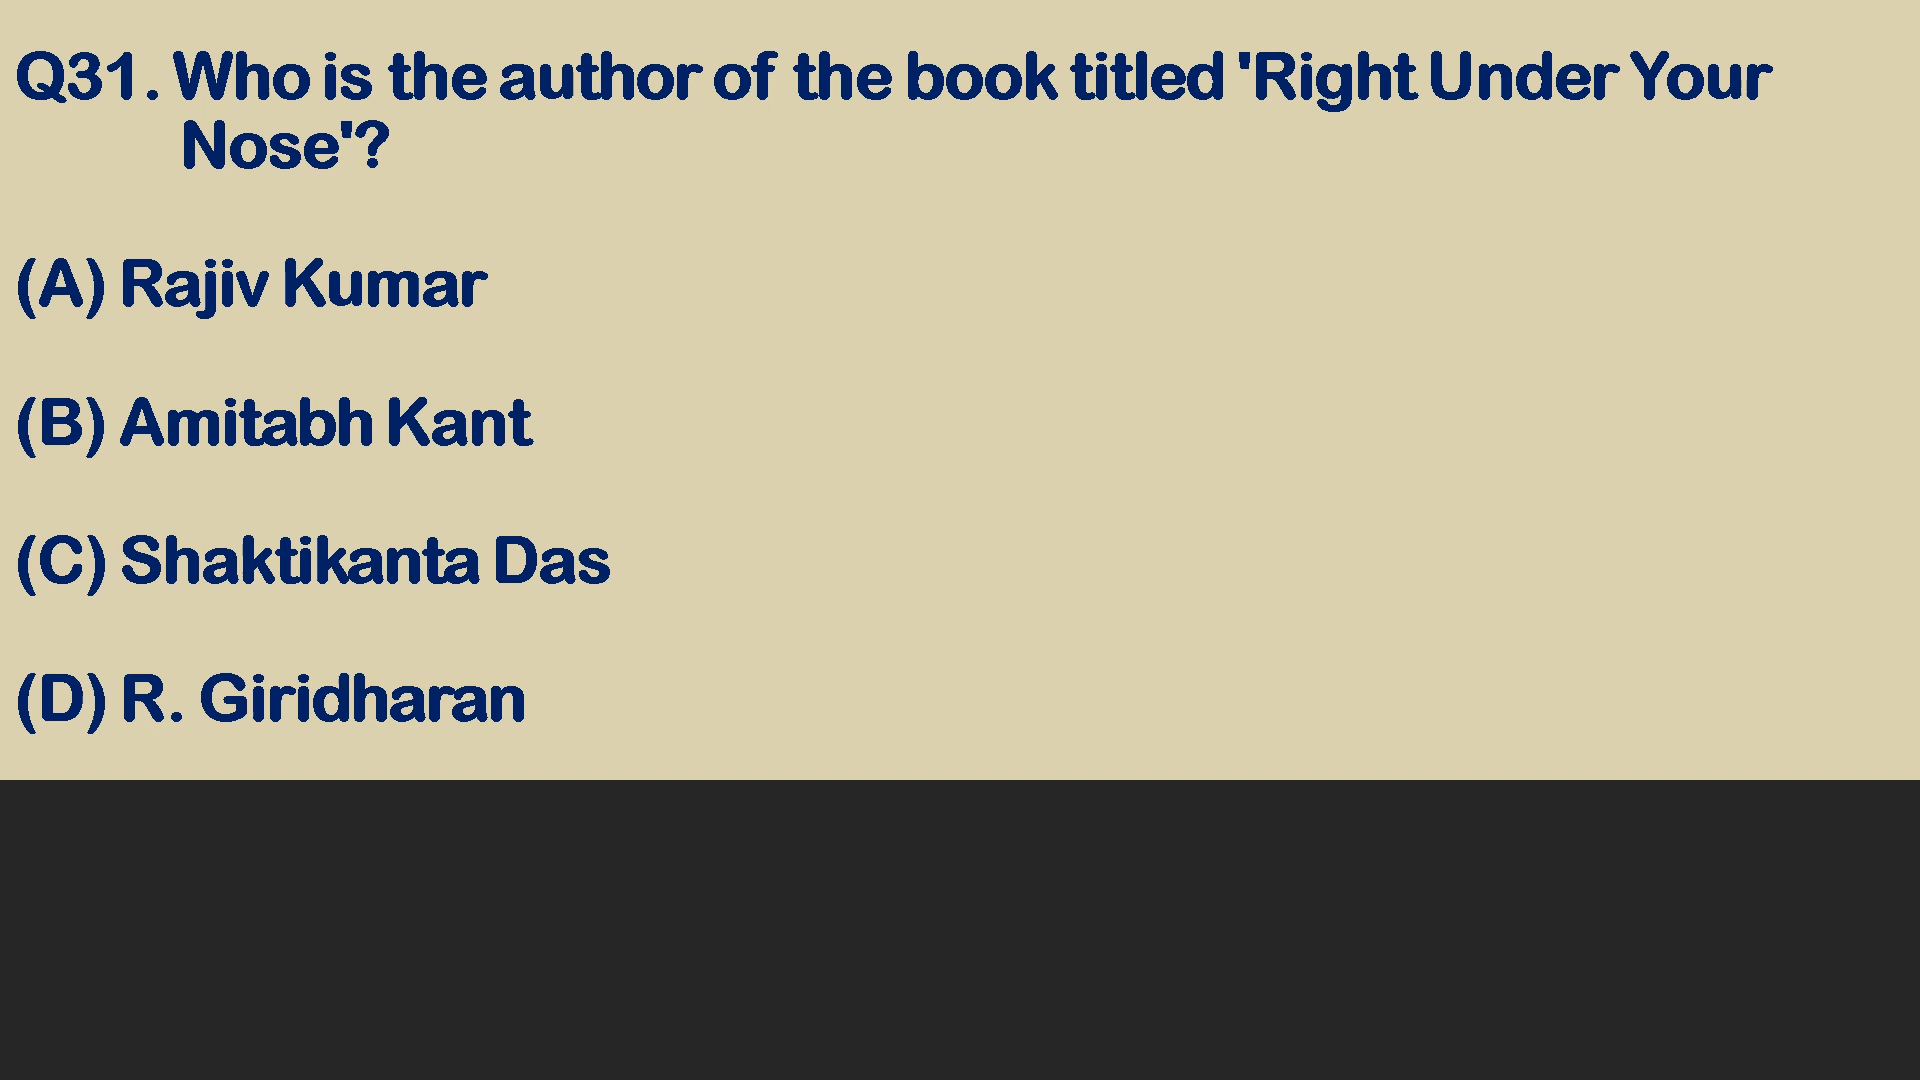 Q31. Who is the author of the book titled 'Right Under Your
Nose'?
(A) Rajiv Kumar
(B) Amitabh Kant
(C) Shaktikanta Das
(D) R. Giridharan